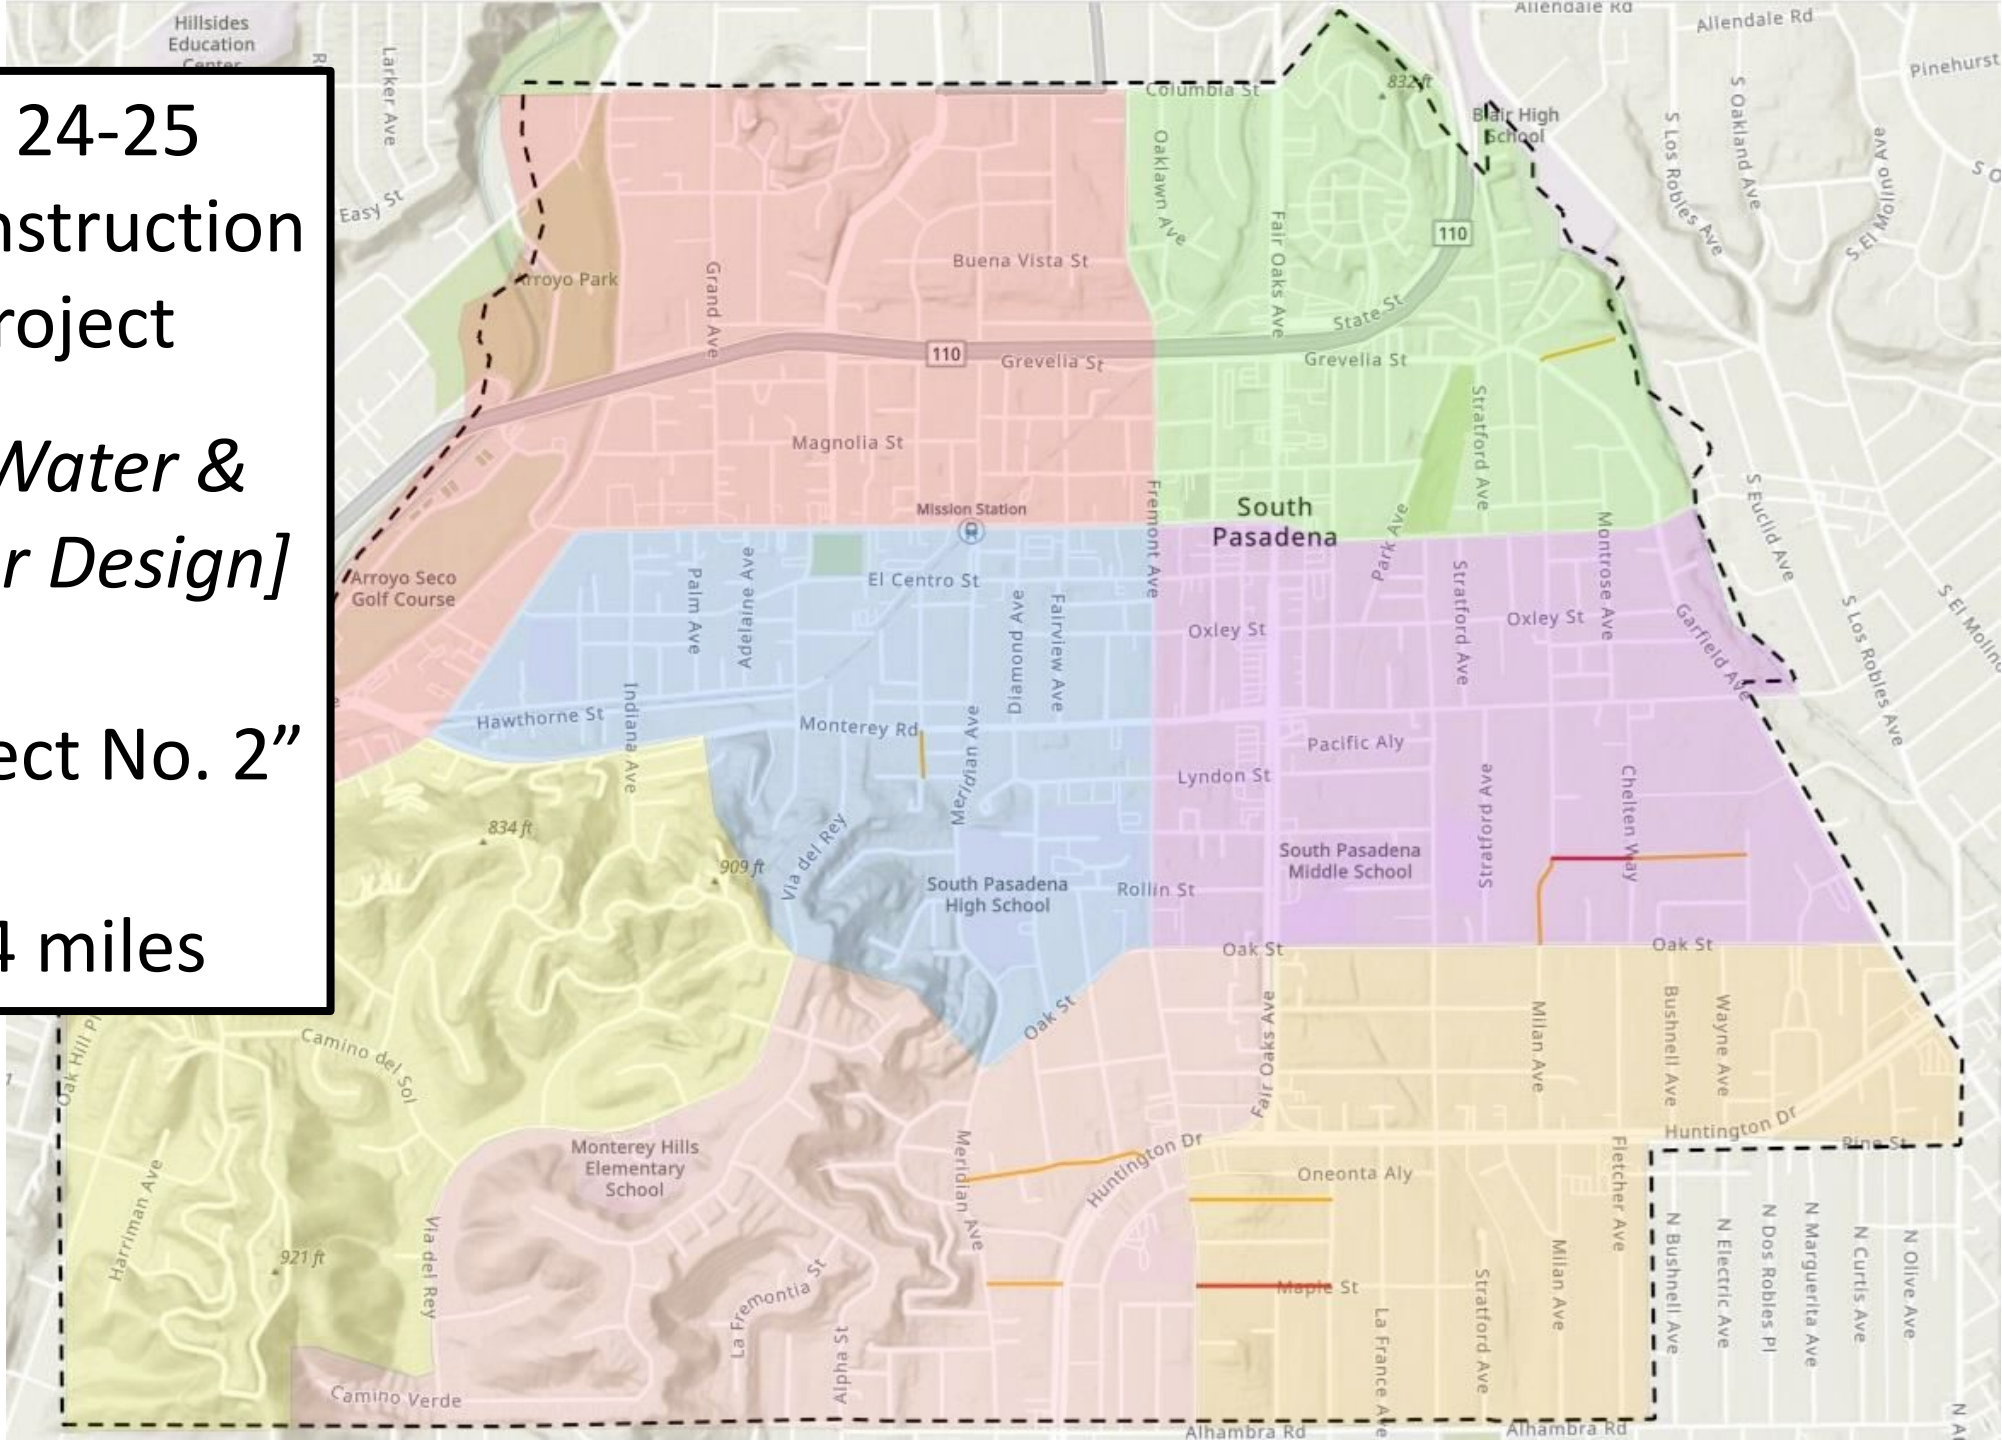 24-25
nstruction
roject
Water &
r Design]
ect No. 2”
4 miles
Hillsides
Education
Center
Larker Ave
Easy St
Allendale Rd
Allendale Rd
Pinehurst
Columbia St
832 ft
Blair High
School
S Oakland Ave
S Los Robles Ave
S El Molino Ave
Oaklawn Ave
Fair Oaks Ave
110
State St
Arroyo Park
Grand Ave
Buena Vista St
110
Grevelia St
Grevelia St
Stratford Ave
Magnolia St
Mission Station
Fremont Ave
South
Pasadena
Park Ave
Montrose Ave
S Euclid Ave
Arroyo Seco
Golf Course
Palm Ave
Adelaine Ave
El Centro St
Diamond Ave
Fairview Ave
Oxley St
Stratford Ave
Oxley St
Garfield Ave
S Los Robles Ave
S El Molino
Hawthorne St
Indiana Ave
Monterey Rd
Meridian Ave
Pacific Aly
Lyndon St
Stratford Ave
Chelten Way
834 ft
909 ft
Via del Rey
South Pasadena
High School
Rollin St
South Pasadena
Middle School
Oak St
Oak St
Oak St
Oak Hill Pl
Camino del Sol
Fair Oaks Ave
Milan Ave
Bushnell Ave
Wayne Ave
Huntington Dr
Pine St
Monterey Hills
Elementary
School
Meridian Ave
Huntington Dr
Oneonta Aly
Fletcher Ave
Harriman Ave
921 ft
Via del Rey
La Fremontia St
Alpha St
Maple St
La France Ave
Stratford Ave
Milan Ave
N Bushnell Ave
N Electric Ave
N Dos Robles Pl
N Marguerita Ave
N Curtis Ave
N Olive Ave
Camino Verde
Alhambra Rd
Alhambra Rd